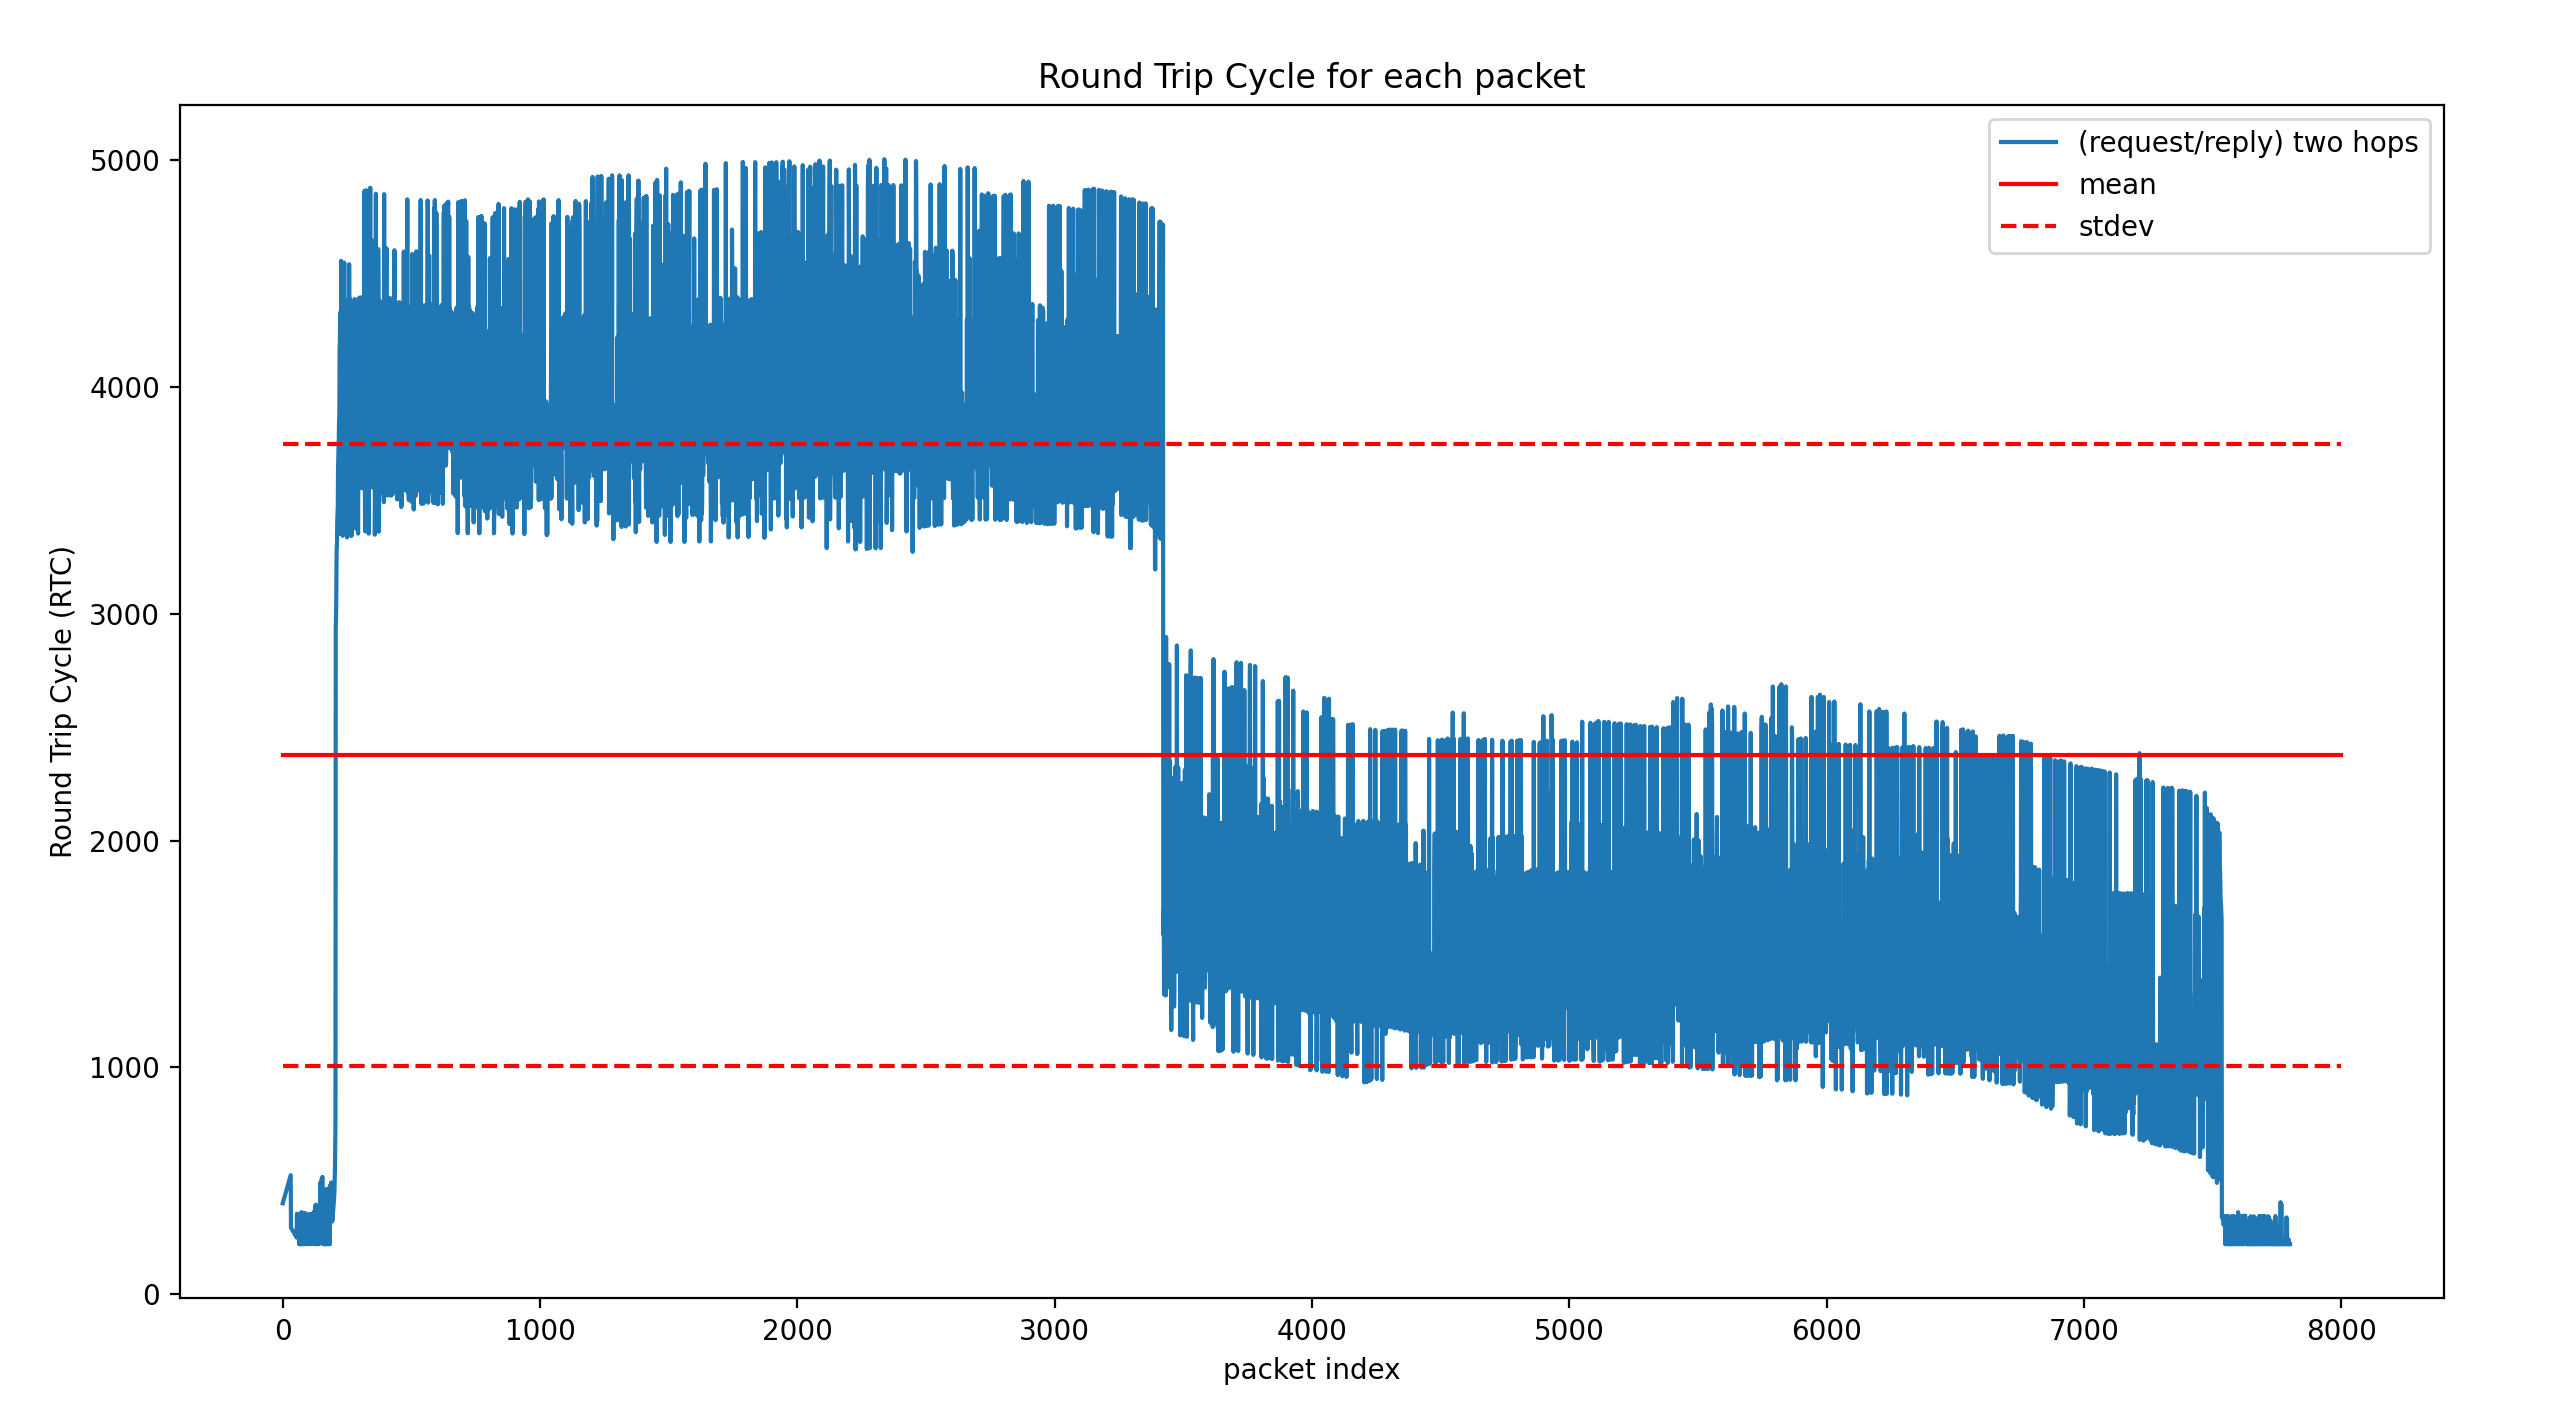 Round Trip Cycle for each packet
(request/reply) two hops
mean
stdev
Round Trip Cycle (RTC)
5000
4000
3000
2000
1000
0
0 1000 2000 3000 4000 5000 6000 7000 8000
packet index